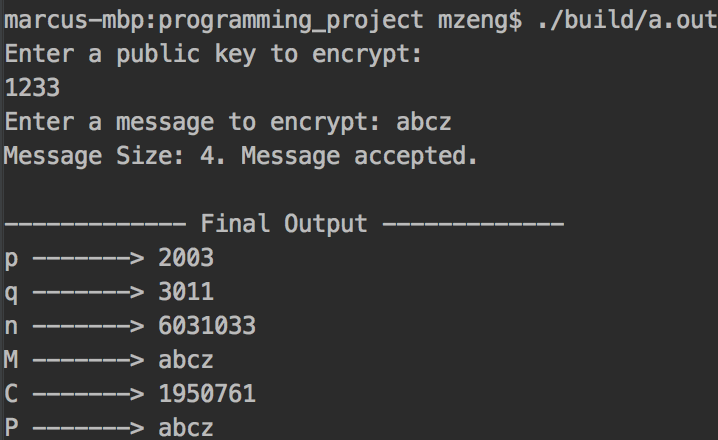 marcus-mbp:programming_project mzeng$ ./build/a.out
Enter a public key to encrypt:
1233
Enter a message to encrypt: abcz
Message Size: 4. Message accepted.
------------- Final Output -------------
p -------> 2003
q -------> 3011
n -------> 6031033
M -------> abcz
C -------> 1950761
P -------> abcz